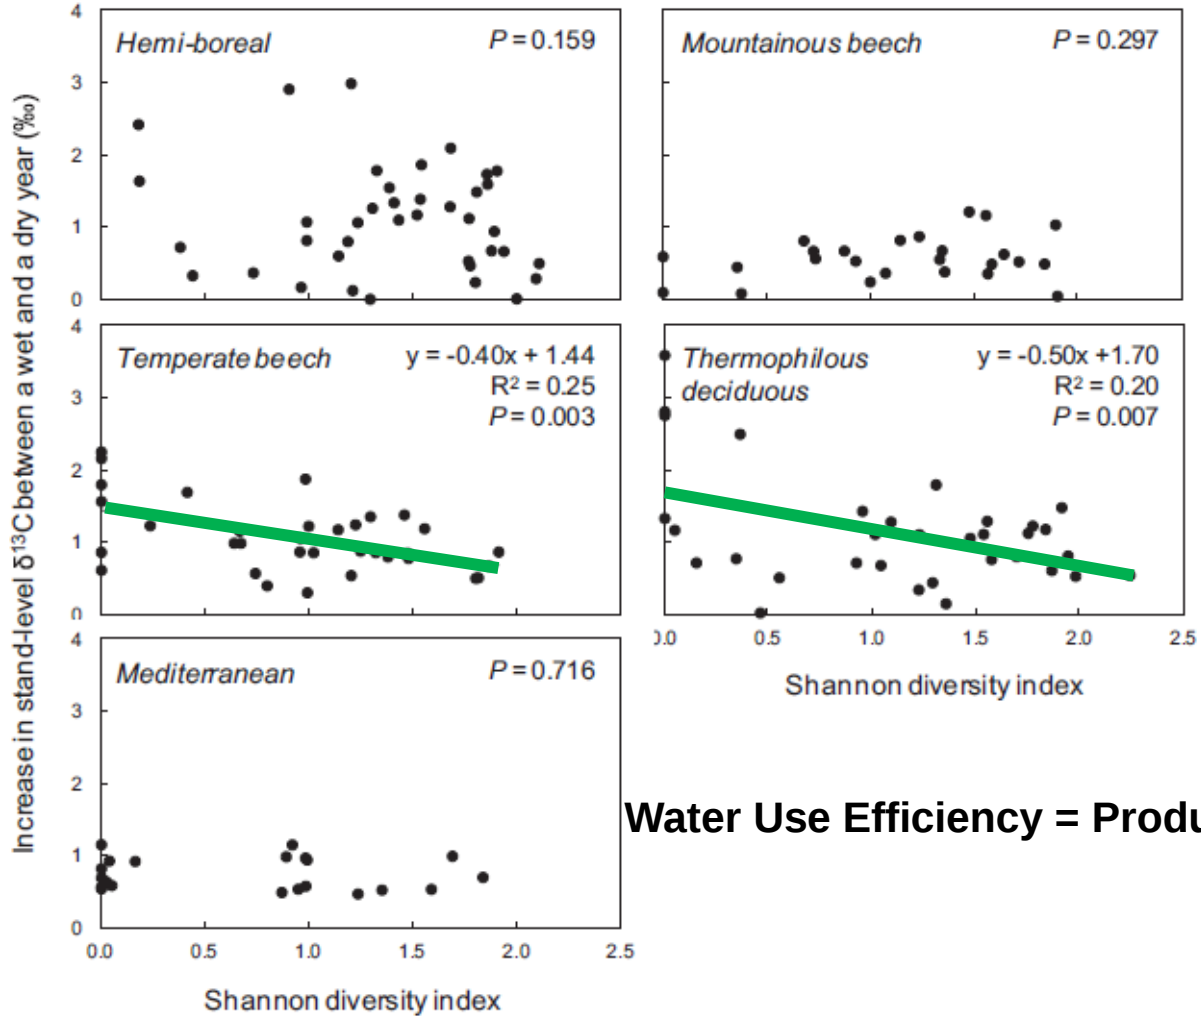 Increase in stand-level δ¹³C between a wet and a dry year (‰)
4
3
2
1
0
Hemi-boreal
P = 0.159
Mountainous beech
P = 0.297
4
3
2
1
0
Temperate beech
y = -0.40x + 1.44
R² = 0.25
P = 0.003
Thermophilous
deciduous
y = -0.50x +1.70
R² = 0.20
P = 0.007
0.0 0.5 1.0 1.5 2.0 2.5
Shannon diversity index
4
3
2
1
0
Mediterranean
P = 0.716
0.0 0.5 1.0 1.5 2.0 2.5
Shannon diversity index
Water Use Efficiency = Produ